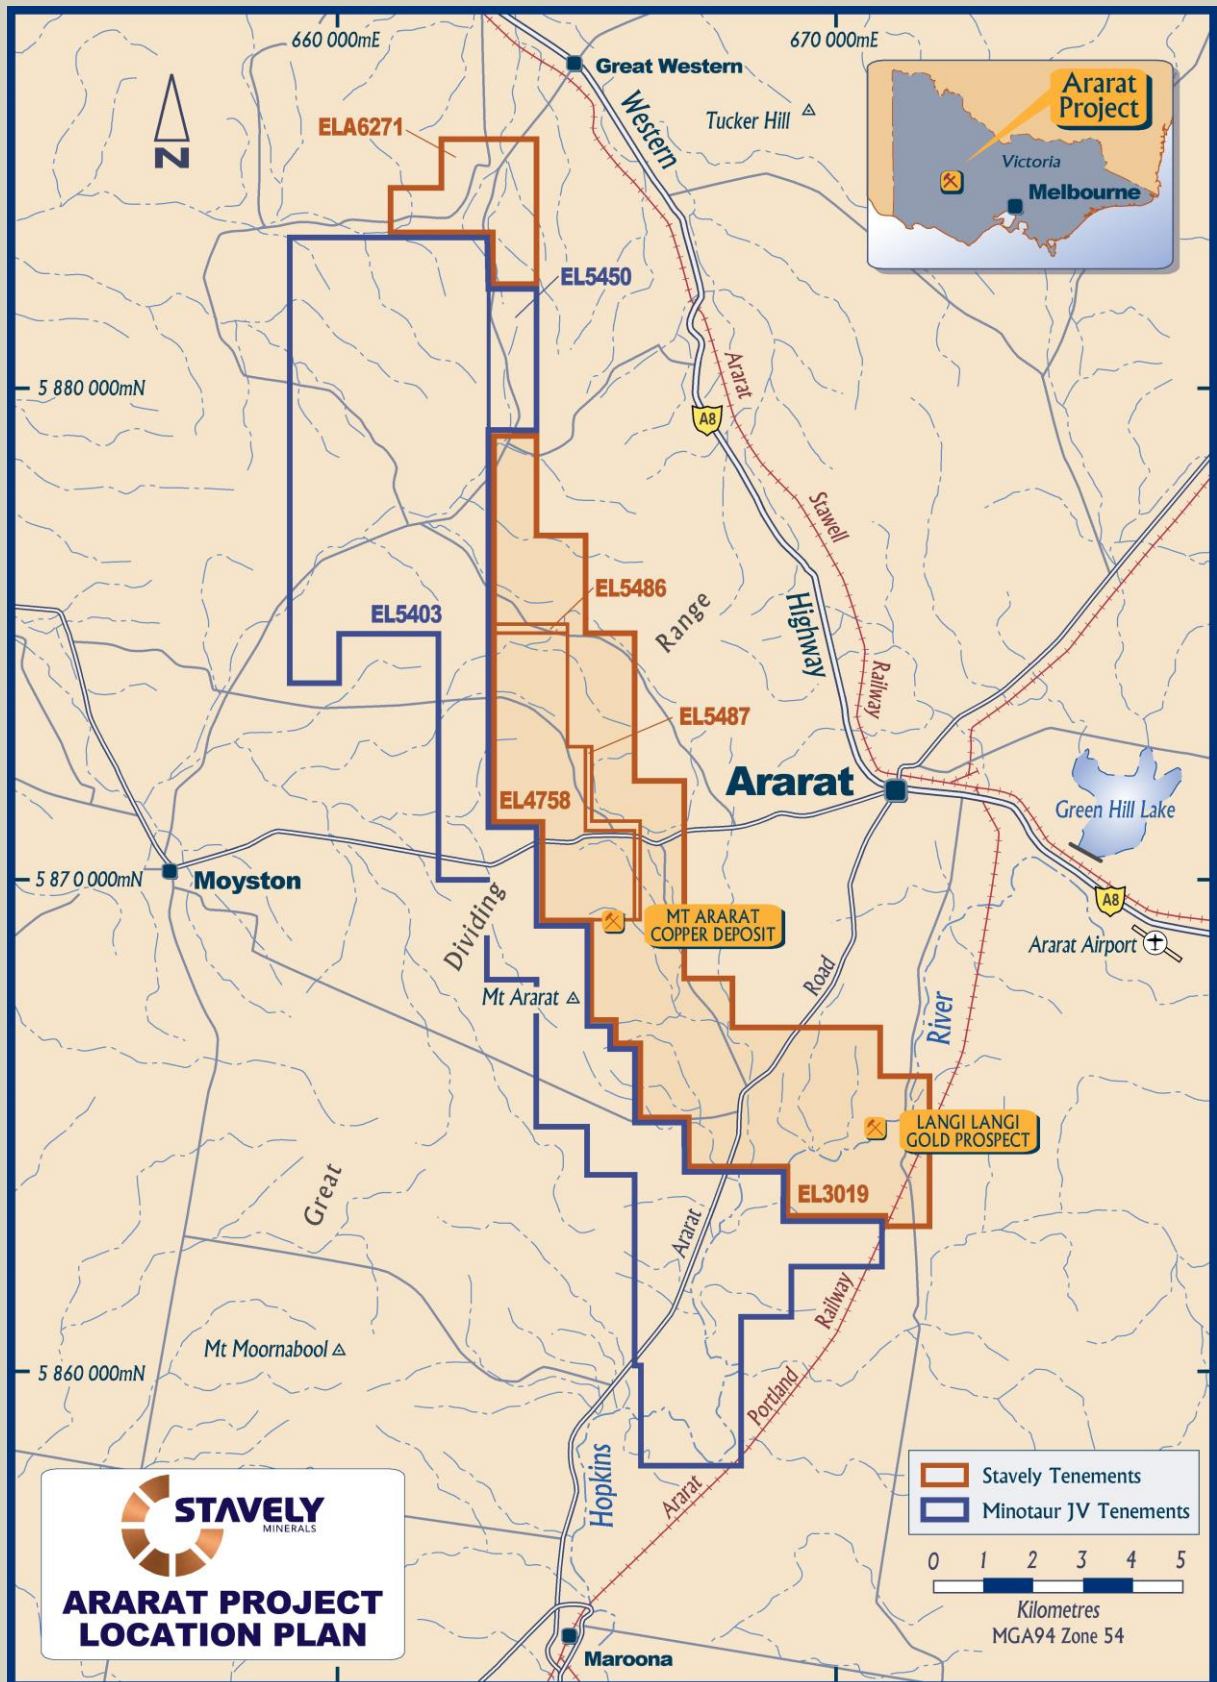 660 000mE
670 000mE
Great Western
Western
Tucker Hill
Ararat
Project
Victoria
Melbourne
N
ELA6271
EL5450
5 880 000mN
Ararat
A8
Stawell
EL5486
EL5403
Range
Highway
Railway
EL5487
Ararat
EL4758
Green Hill Lake
5 870 000mN
Moyston
A8
MT ARARAT
COPPER DEPOSIT
Dividing
Ararat Airport
Mt Ararat
Road
River
LANGI LANGI
GOLD PROSPECT
EL3019
Great
Ararat
Railway
Mt Moornabool
5 860 000mN
Portland
Hopkins
Ararat
Stavely Tenements
Minotaur JV Tenements
STAVELY
MINERALS
ARARAT PROJECT
LOCATION PLAN
0 1 2 3 4 5
Kilometres
MGA94 Zone 54
Maroona